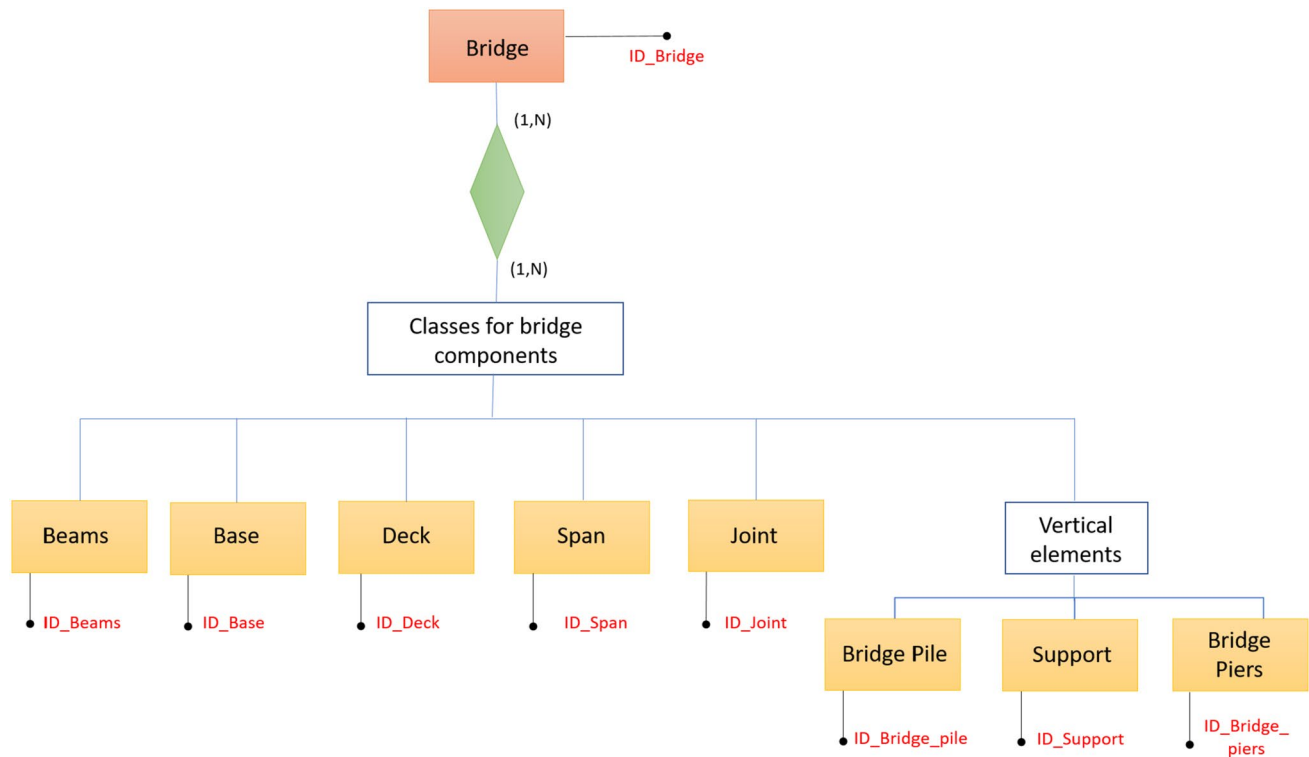 Bridge
ID_Bridge
(1,N)
(1,N)
Classes for bridge
components
Beams
Base
Deck
Span
Joint
Vertical
elements
ID_Beams
ID_Base
ID_Deck
ID_Span
ID_Joint
Bridge Pile
Support
Bridge
Piers
ID_Bridge_pile
ID_Support
ID_Bridge_
piers